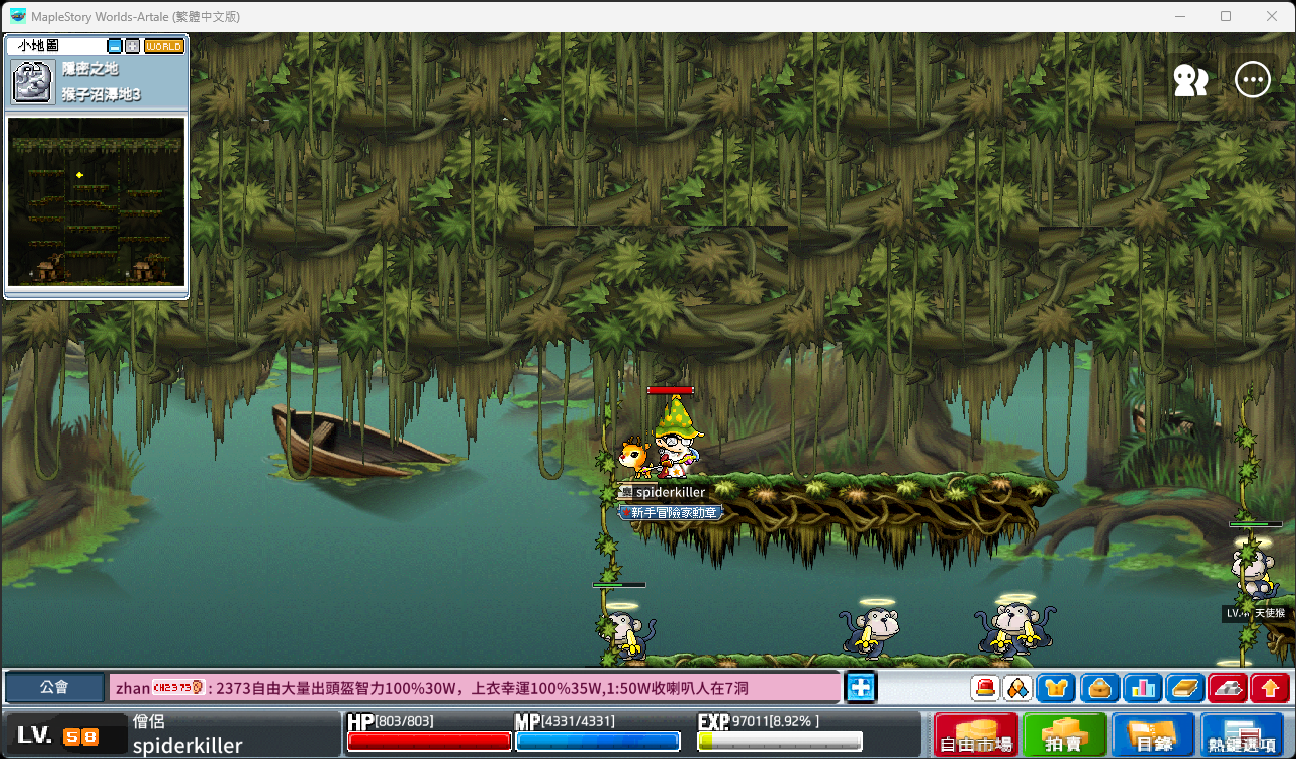 MapleStory Worlds-Artale (繁體中文版)
小地圖
WORLD
隱密之地
猴子沼澤地3
spiderkiller
新手冒險家勳章
天使猴
公會
zhan CH2373 : 2373自由大量出頭盔智力100%30W，上衣幸運100%35W,1:50W收喇叭人在7洞
LV. 58
僧侶
spiderkiller
HP[803/803]
MP[4331/4331]
EXP. 97011[8.92% ]
自由市場
拍賣
目錄
熱鍵選項